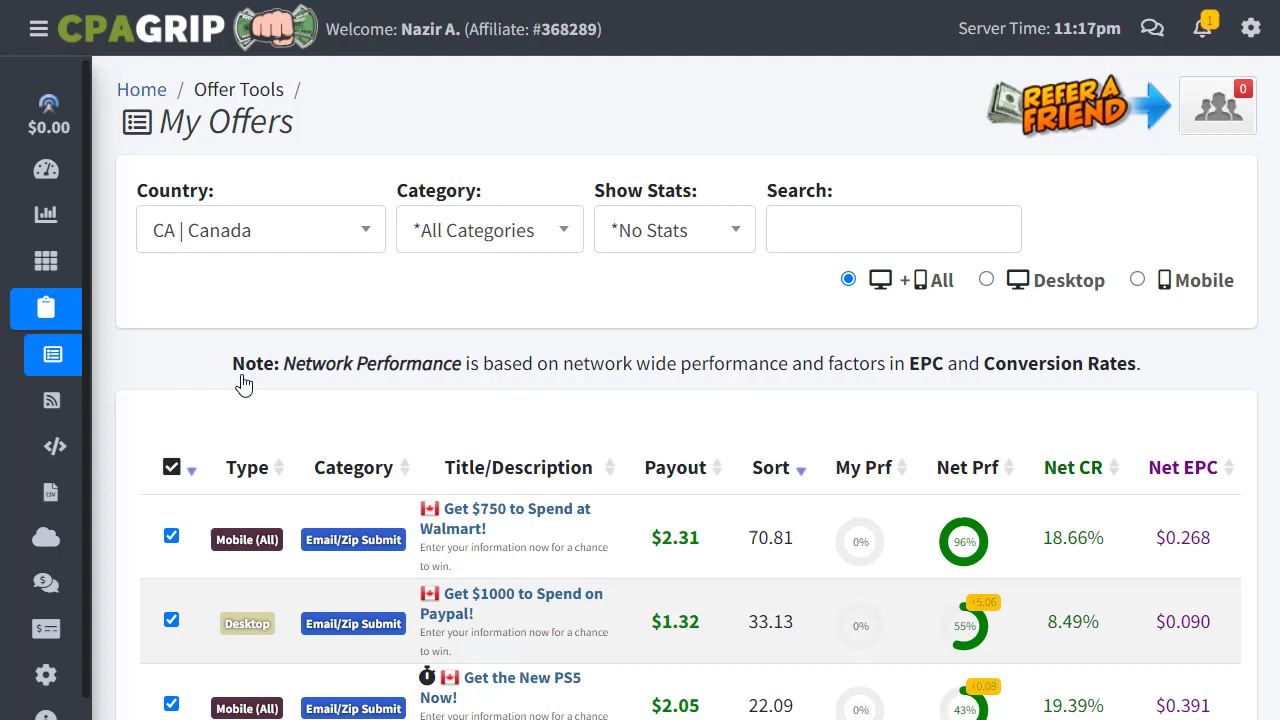 CPAGRIP Welcome: Nazir A. (Affiliate: #368289) Server Time: 11:17pm 1
$0.00
Home / Offer Tools /
My Offers
REFER A FRIEND 0
Country: Category: Show Stats: Search:
CA | Canada *All Categories *No Stats
+ All Desktop Mobile
Note: Network Performance is based on network wide performance and factors in EPC and Conversion Rates.
Type Category Title/Description Payout Sort My Prf Net Prf Net CR Net EPC
Mobile (All) Email/Zip Submit Get $750 to Spend at Walmart! $2.31 70.81 0% 96% 18.66% $0.268
Enter your information now for a chance
to win.
Desktop Email/Zip Submit Get $1000 to Spend on Paypal! $1.32 33.13 0% 55% +5.06 8.49% $0.090
Enter your information now for a chance
to win.
Mobile (All) Email/Zip Submit Get the New PS5 Now! $2.05 22.09 0% 43% +0.08 19.39% $0.391
Enter your information now for a chance
CSV